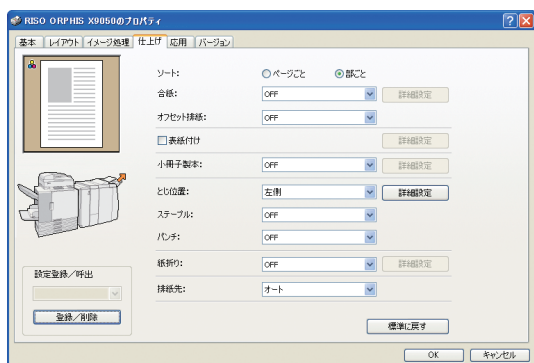 RISO ORPHIS X9050のプロパティ
基本 レイアウト イメージ処理 仕上げ 応用 バージョン
ソート: ページごと 部ごと
合紙: OFF 詳細設定
オフセット排紙: OFF
表紙付け 詳細設定
小冊子製本: OFF 詳細設定
とじ位置: 左側 詳細設定
ステープル: OFF
パンチ: OFF
紙折り: OFF 詳細設定
排紙先: オート
設定登録/呼出
登録/削除
標準に戻す
OK キャンセル